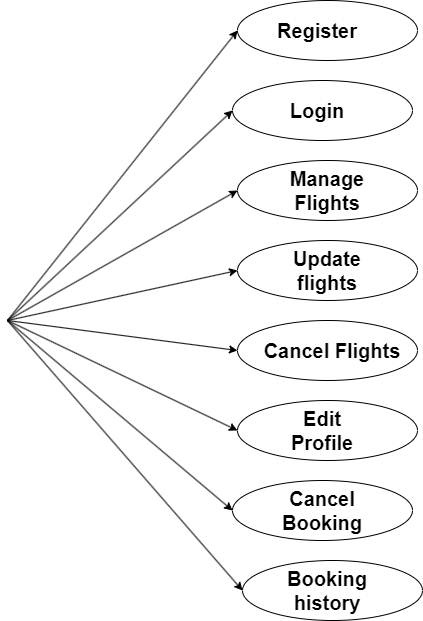 Register
Login
Manage
Flights
Update
flights
Cancel Flights
Edit
Profile
Cancel
Booking
Booking
history